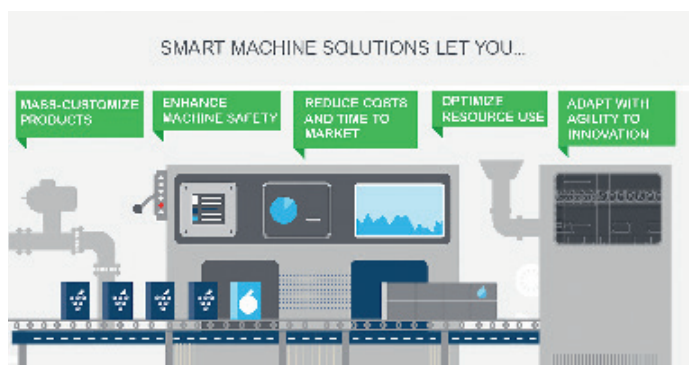 SMART MACHINE SOLUTIONS LET YOU...
MASS-CUSTOMIZE
PRODUCTS
ENHANCE
MACHINE SAFETY
REDUCE COSTS
AND TIME TO
MARKET
OPTIMIZE
RESOURCE USE
ADAPT WITH
AGILITY TO
INNOVATION